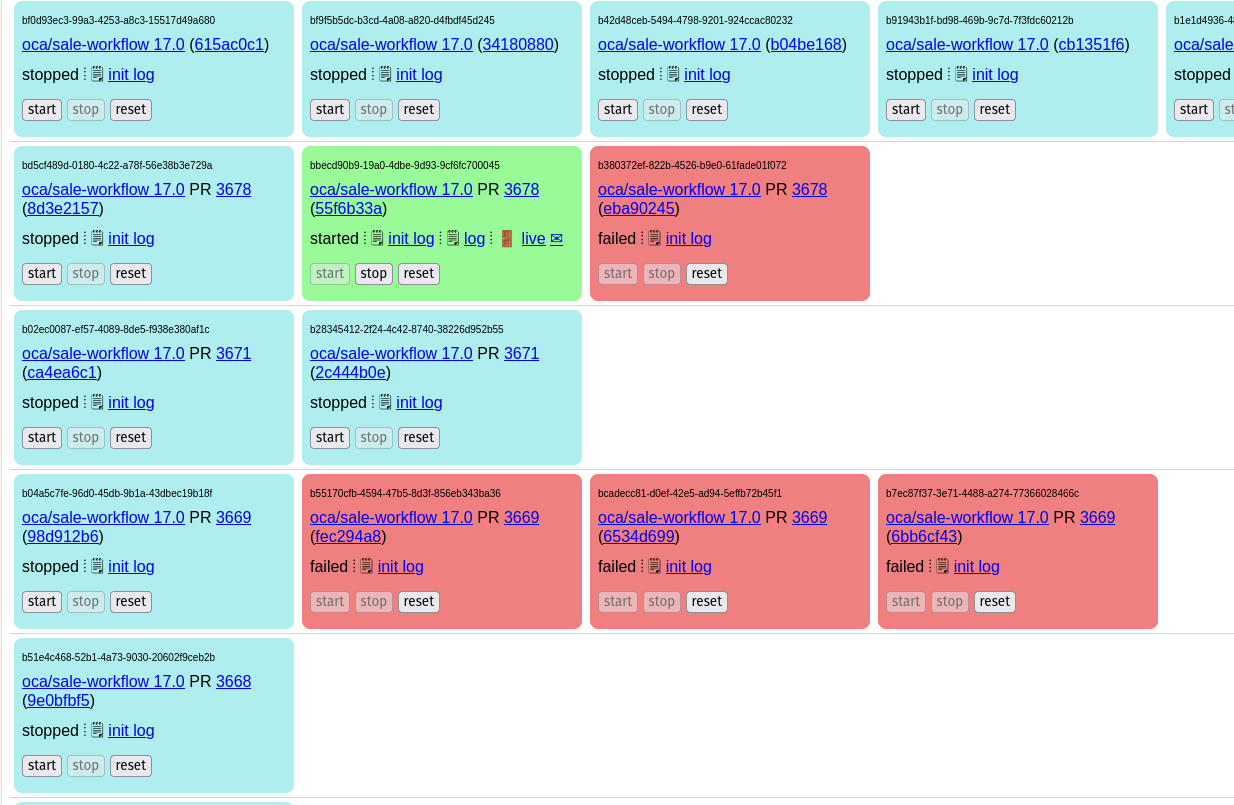 bf0d93ec3-99a3-4253-a8c3-15517d49a680
oca/sale-workflow 17.0 (615ac0c1)
stopped init log
start stop reset
bf9f5b5dc-b3cd-4a08-a820-d4fbdf45d245
oca/sale-workflow 17.0 (34180880)
stopped init log
start stop reset
b42d48ceb-5494-4798-9201-924ccac80232
oca/sale-workflow 17.0 (b04be168)
stopped init log
start stop reset
b91943b1f-bd98-469b-9c7d-7f3fdc60212b
oca/sale-workflow 17.0 (cb1351f6)
stopped init log
start stop reset
oca/sale
stopped
start
bd5cf489d-0180-4c22-a78f-56e38b3e729a
oca/sale-workflow 17.0 PR 3678
(8d3e2157)
stopped init log
start stop reset
bbecd90b9-19a0-4dbe-9d93-9cf6fc700045
oca/sale-workflow 17.0 PR 3678
(55f6b33a)
started init log log live
start stop reset
b380372ef-822b-4526-b9e0-61fade01f072
oca/sale-workflow 17.0 PR 3678
(eba90245)
failed init log
start stop reset
b02ec0087-ef57-4089-8de5-f938e380af1c
oca/sale-workflow 17.0 PR 3671
(ca4ea6c1)
stopped init log
start stop reset
b28345412-2f24-4c42-8740-38226d952b55
oca/sale-workflow 17.0 PR 3671
(2c444b0e)
stopped init log
start stop reset
b04a5c7fe-96d0-45db-9b1a-43dbec19b18f
oca/sale-workflow 17.0 PR 3669
(98d912b6)
stopped init log
start stop reset
b55170cfb-4594-47b5-8d3f-856eb343ba36
oca/sale-workflow 17.0 PR 3669
(fec294a8)
failed init log
start stop reset
bcadecc81-d0ef-42e5-ad94-5effb72b45f1
oca/sale-workflow 17.0 PR 3669
(6534d699)
failed init log
start stop reset
b7ec87f37-3e71-4488-a274-77366028466c
oca/sale-workflow 17.0 PR 3669
(6bb6cf43)
failed init log
start stop reset
b51e4c468-52b1-4a73-9030-20602f9ceb2b
oca/sale-workflow 17.0 PR 3668
(9e0bfbf5)
stopped init log
start stop reset